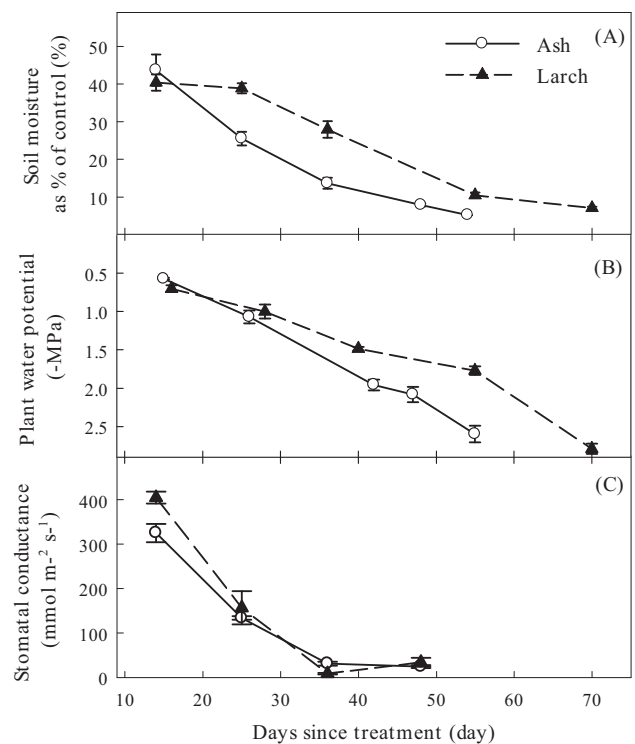 (A)
Ash
Larch
Soil moisture
as % of control (%)
50
40
30
20
10
(B)
Plant water potential
(-MPa)
0.5
1.0
1.5
2.0
2.5
(C)
Stomatal conductance
(mmol m-² s-¹)
400
300
200
100
0
10 20 30 40 50 60 70
Days since treatment (day)